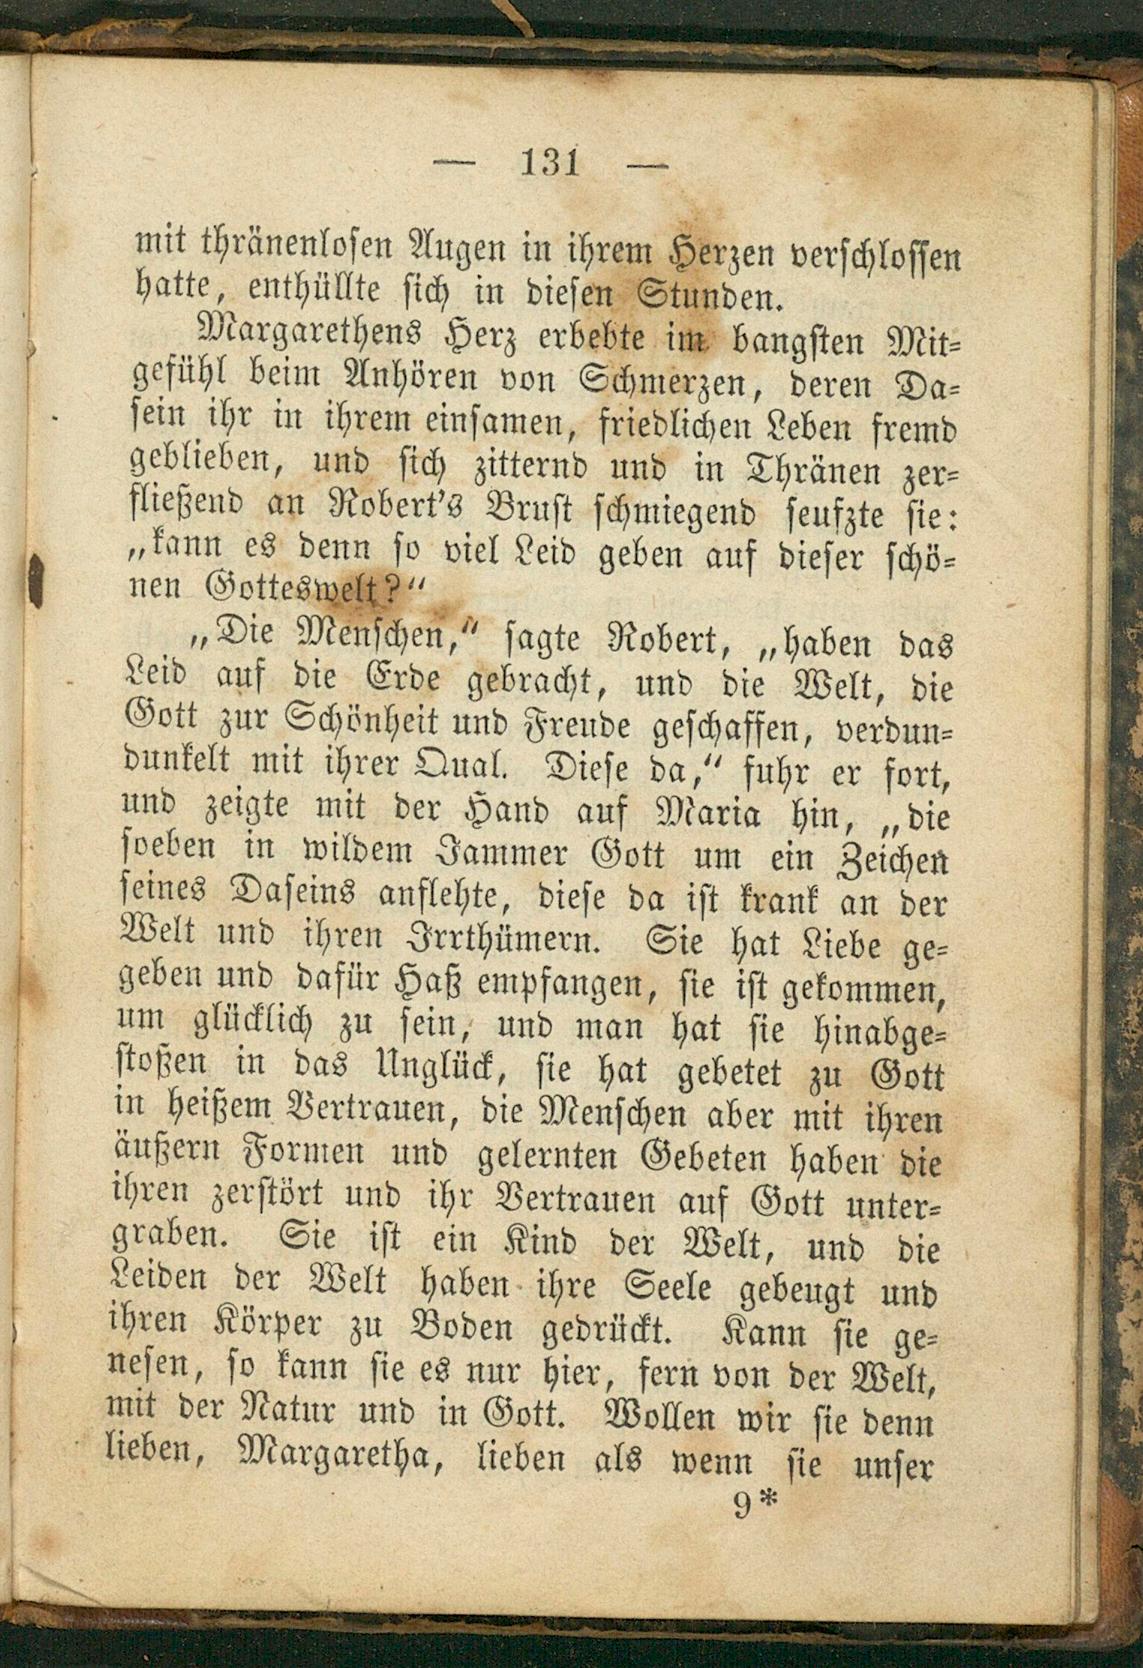 — 131 —
mit thränenlosen Augen in ihrem Herzen verschlossen
hatte, enthüllte sich in diesen Stunden.
Margarethens Herz erbebte im bangsten Mit=
gefühl beim Anhören von Schmerzen, deren Da=
sein ihr in ihrem einsamen, friedlichen Leben fremd
geblieben, und sich zitternd und in Thränen zer=
fließend an Robert's Brust schmiegend seufzte sie:
„kann es denn so viel Leid geben auf dieser schö=
nen Gotteswelt?“
„Die Menschen,“ sagte Robert, „haben das
Leid auf die Erde gebracht, und die Welt, die
Gott zur Schönheit und Freude geschaffen, verdun=
dunkelt mit ihrer Qual. Diese da,“ fuhr er fort,
und zeigte mit der Hand auf Maria hin, „die
soeben in wildem Jammer Gott um ein Zeichen
seines Daseins anflehte, diese da ist krank an der
Welt und ihren Irrthümern. Sie hat Liebe ge=
geben und dafür Haß empfangen, sie ist gekommen,
um glücklich zu sein, und man hat sie hinabge=
stoßen in das Unglück, sie hat gebetet zu Gott
in heißem Vertrauen, die Menschen aber mit ihren
äußern Formen und gelernten Gebeten haben die
ihren zerstört und ihr Vertrauen auf Gott unter=
graben. Sie ist ein Kind der Welt, und die
Leiden der Welt haben ihre Seele gebeugt und
ihren Körper zu Boden gedrückt. Kann sie ge=
nesen, so kann sie es nur hier, fern von der Welt,
mit der Natur und in Gott. Wollen wir sie denn
lieben, Margaretha, lieben als wenn sie unser
9*